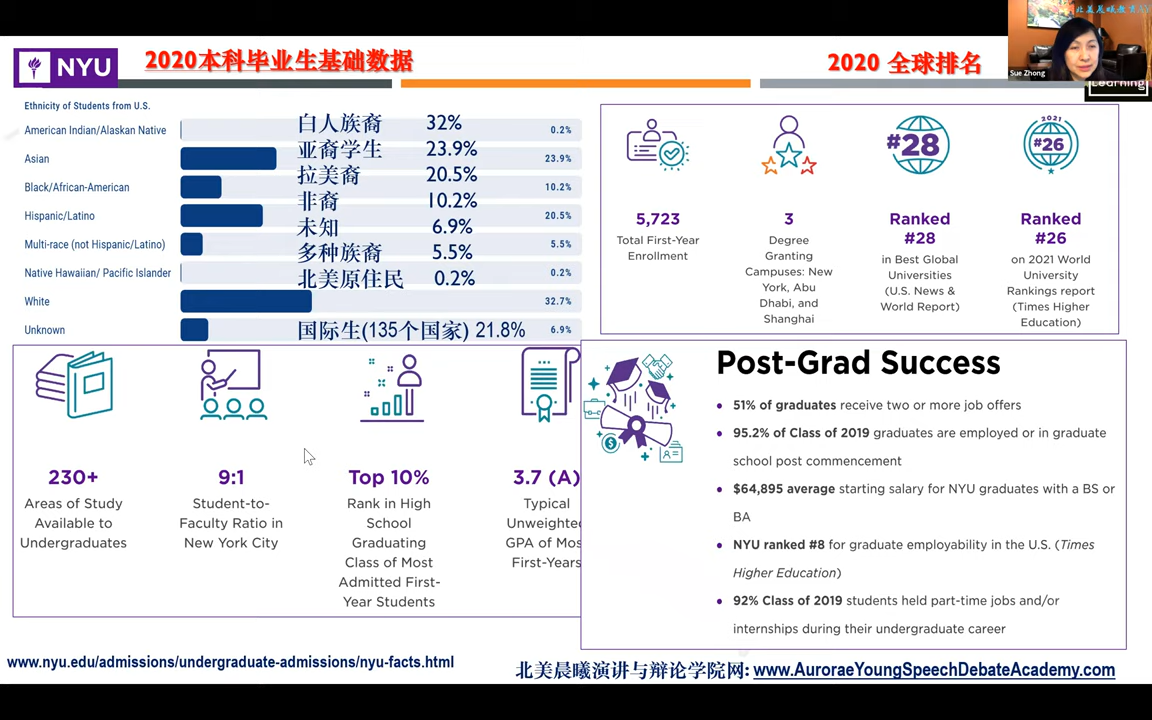 北美晨曦教育
Sue Zhong
Learning
NYU
2020本科毕业生基础数据
2020 全球排名
Ethnicity of Students from U.S.
American Indian/Alaskan Native 0.2%
Asian 23.9%
Black/African-American 10.2%
Hispanic/Latino 20.5%
Multi-race (not Hispanic/Latino) 5.5%
Native Hawaiian/ Pacific Islander 0.2%
White 32.7%
Unknown 6.9%
白人族裔 32%
亚裔学生 23.9%
拉美裔 20.5%
非裔 10.2%
未知 6.9%
多种族裔 5.5%
北美原住民 0.2%
国际生(135个国家) 21.8%
5,723
Total First-Year
Enrollment
3
Degree
Granting
Campuses: New
York, Abu
Dhabi, and
Shanghai
#28
Ranked
#28
in Best Global
Universities
(U.S. News &
World Report)
2021
#26
Ranked
#26
on 2021 World
University
Rankings report
(Times Higher
Education)
230+
Areas of Study
Available to
Undergraduates
9:1
Student-to-
Faculty Ratio in
New York City
Top 10%
Rank in High
School
Graduating
Class of Most
Admitted First-
Year Students
3.7 (A)
Typical
Unweighted
GPA of Mos
First-Years
Post-Grad Success
• 51% of graduates receive two or more job offers
• 95.2% of Class of 2019 graduates are employed or in graduate
school post commencement
• $64,895 average starting salary for NYU graduates with a BS or
BA
• NYU ranked #8 for graduate employability in the U.S. (Times
Higher Education)
• 92% Class of 2019 students held part-time jobs and/or
internships during their undergraduate career
www.nyu.edu/admissions/undergraduate-admissions/nyu-facts.html
北美晨曦演讲与辩论学院网: www.AuroraeYoungSpeechDebateAcademy.com